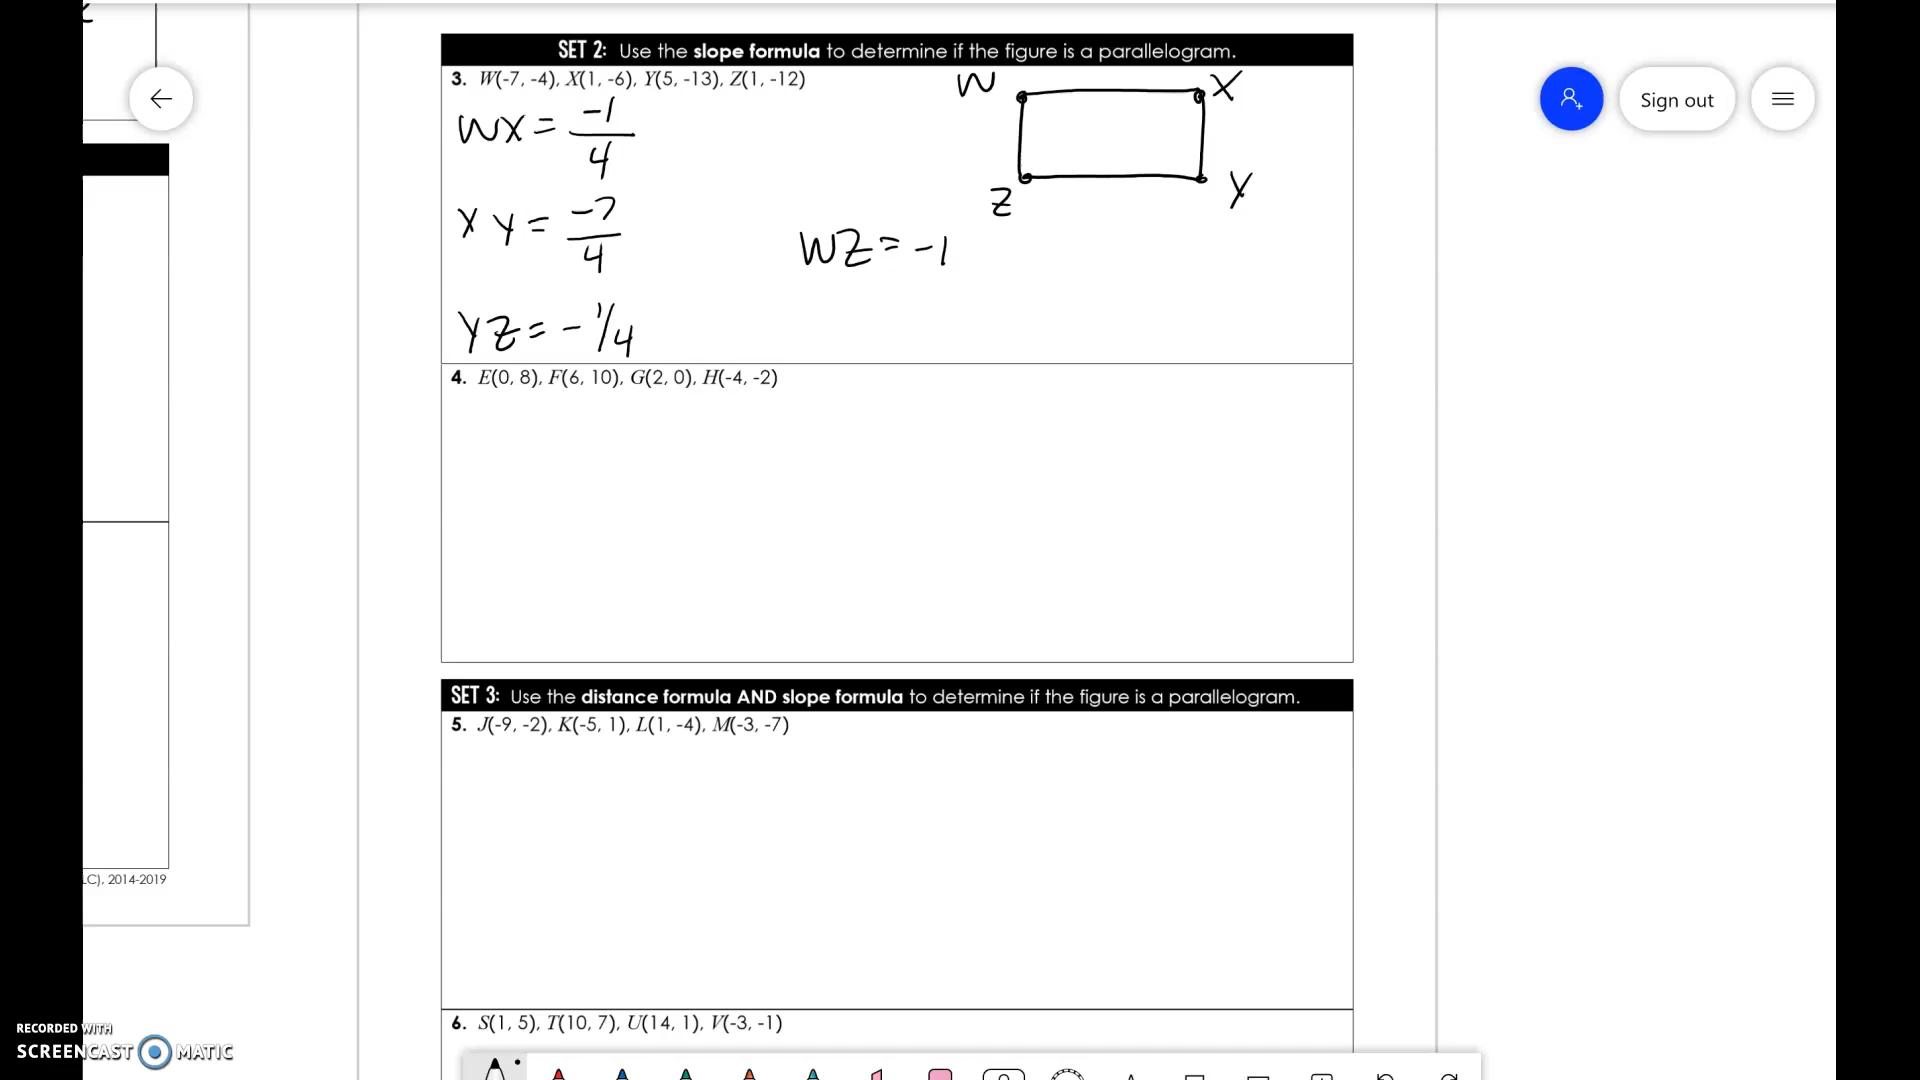 SET 2: Use the slope formula to determine if the figure is a parallelogram.
3. W(-7, -4), X(1, -6), Y(5, -13), Z(1, -12)
W X
Z Y
WX = -1/4
XY = -7/4
WZ = -1
YZ = -1/4
4. E(0, 8), F(6, 10), G(2, 0), H(-4, -2)
SET 3: Use the distance formula AND slope formula to determine if the figure is a parallelogram.
5. J(-9, -2), K(-5, 1), L(1, -4), M(-3, -7)
6. S(1, 5), T(10, 7), U(14, 1), V(-3, -1)
LC), 2014-2019
Sign out
RECORDED WITH
SCREENCAST MATIC